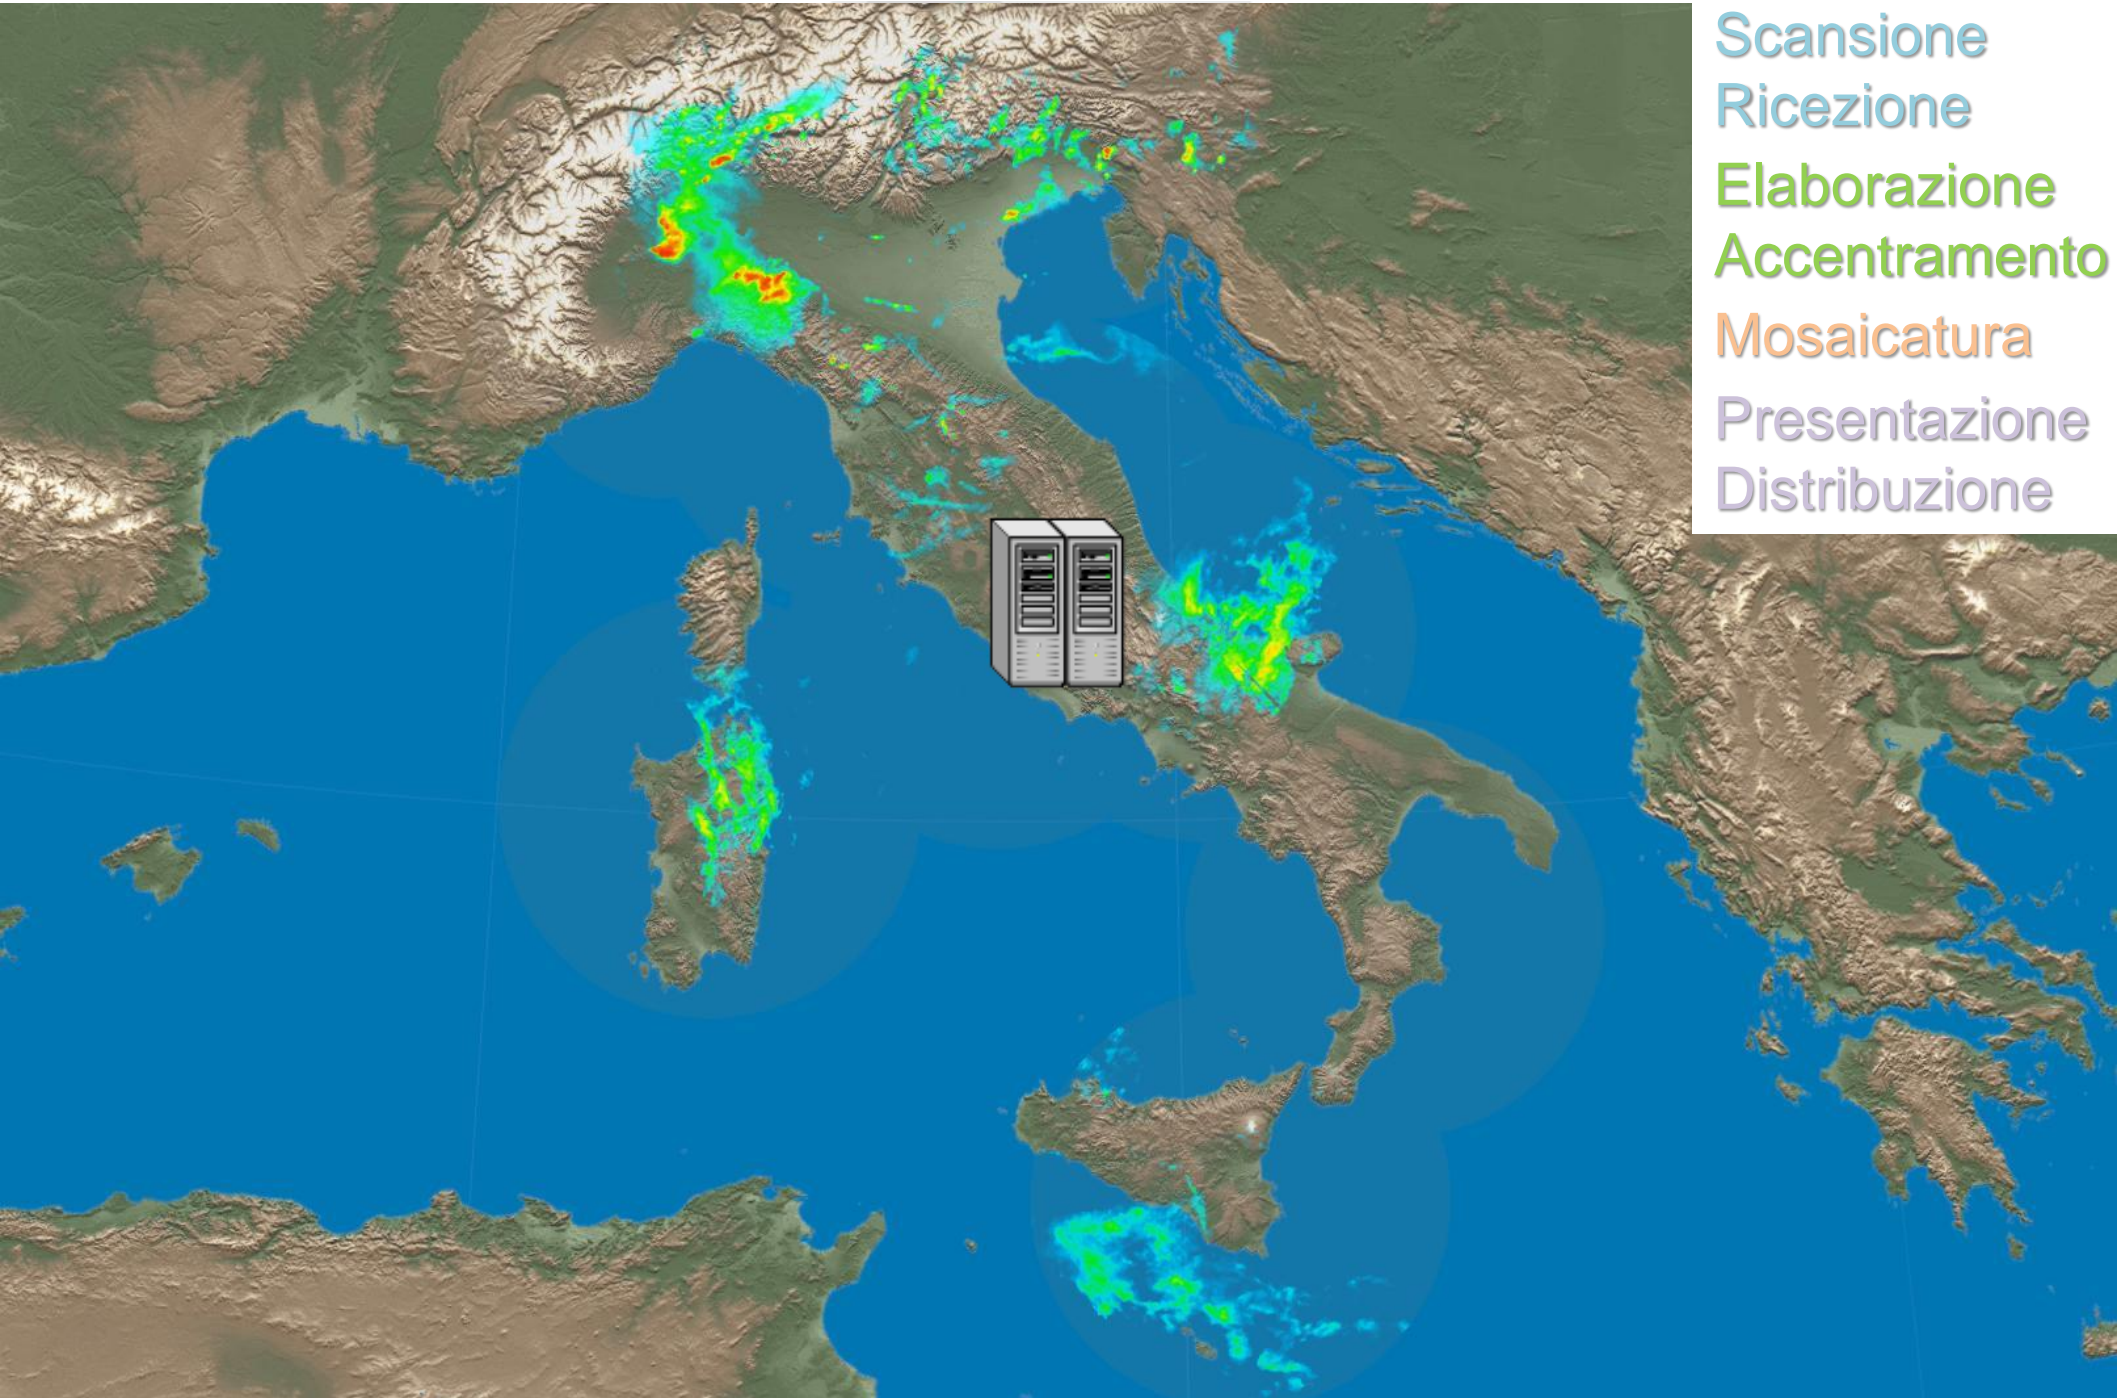 Scansione
Ricezione
Elaborazione
Accentramento
Mosaicatura
Presentazione
Distribuzione